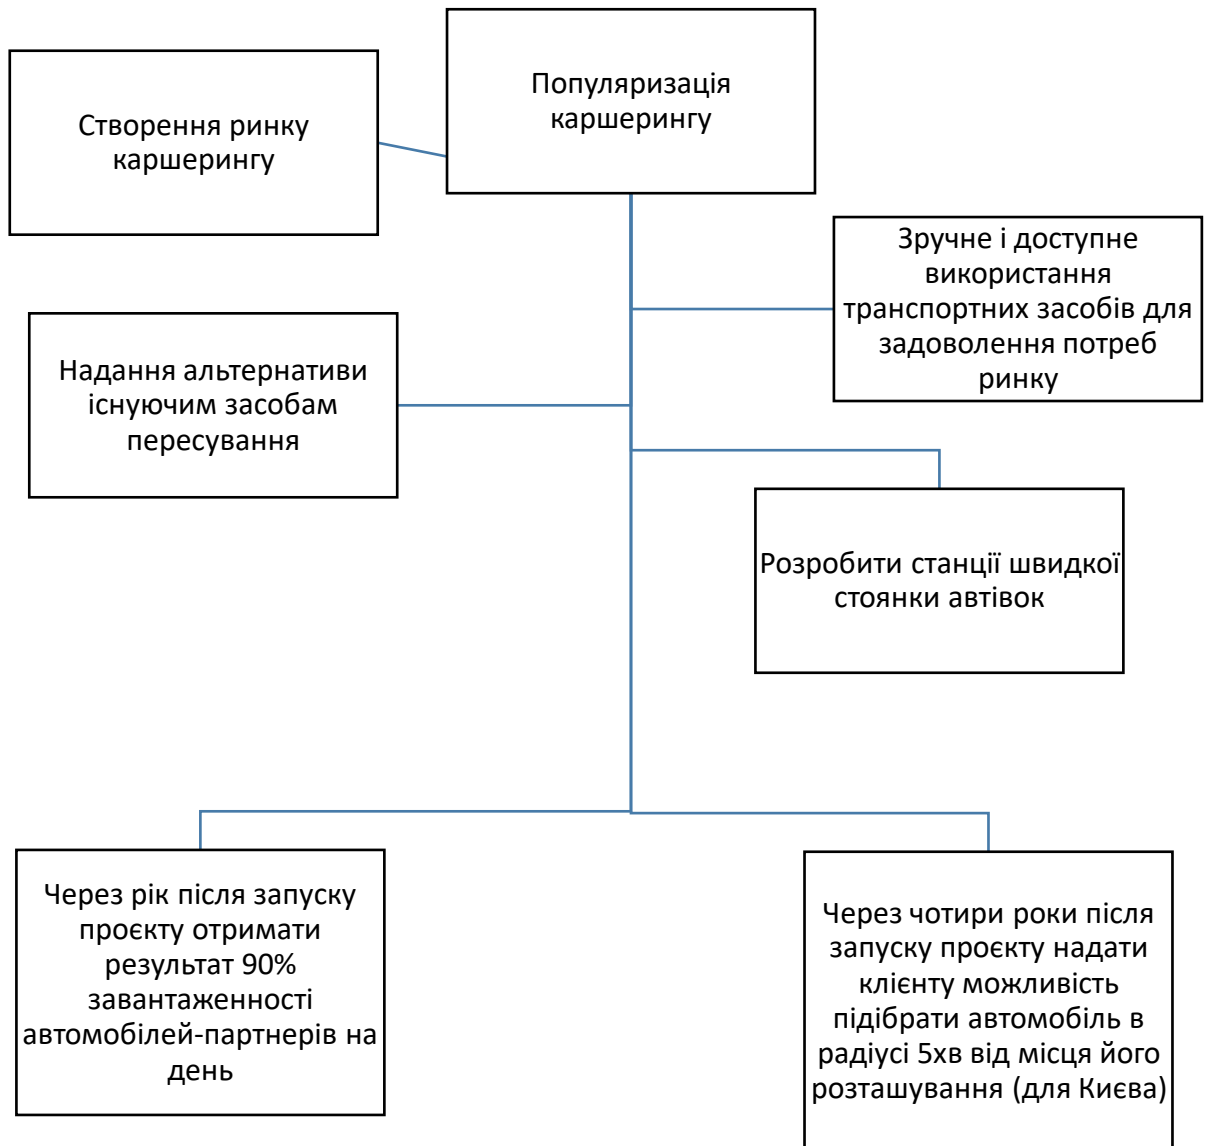 Популяризація
каршерингу
Створення ринку
каршерингу
Зручне і доступне
використання
транспортних засобів для
задоволення потреб
ринку
Надання альтернативи
існуючим засобам
пересування
Розробити станції швидкої
стоянки автівок
Через рік після запуску
проєкту отримати
результат 90%
завантаженності
автомобілей-партнерів на
день
Через чотири роки після
запуску проєкту надати
клієнту можливість
підібрати автомобіль в
радіусі 5хв від місця його
розташування (для Києва)